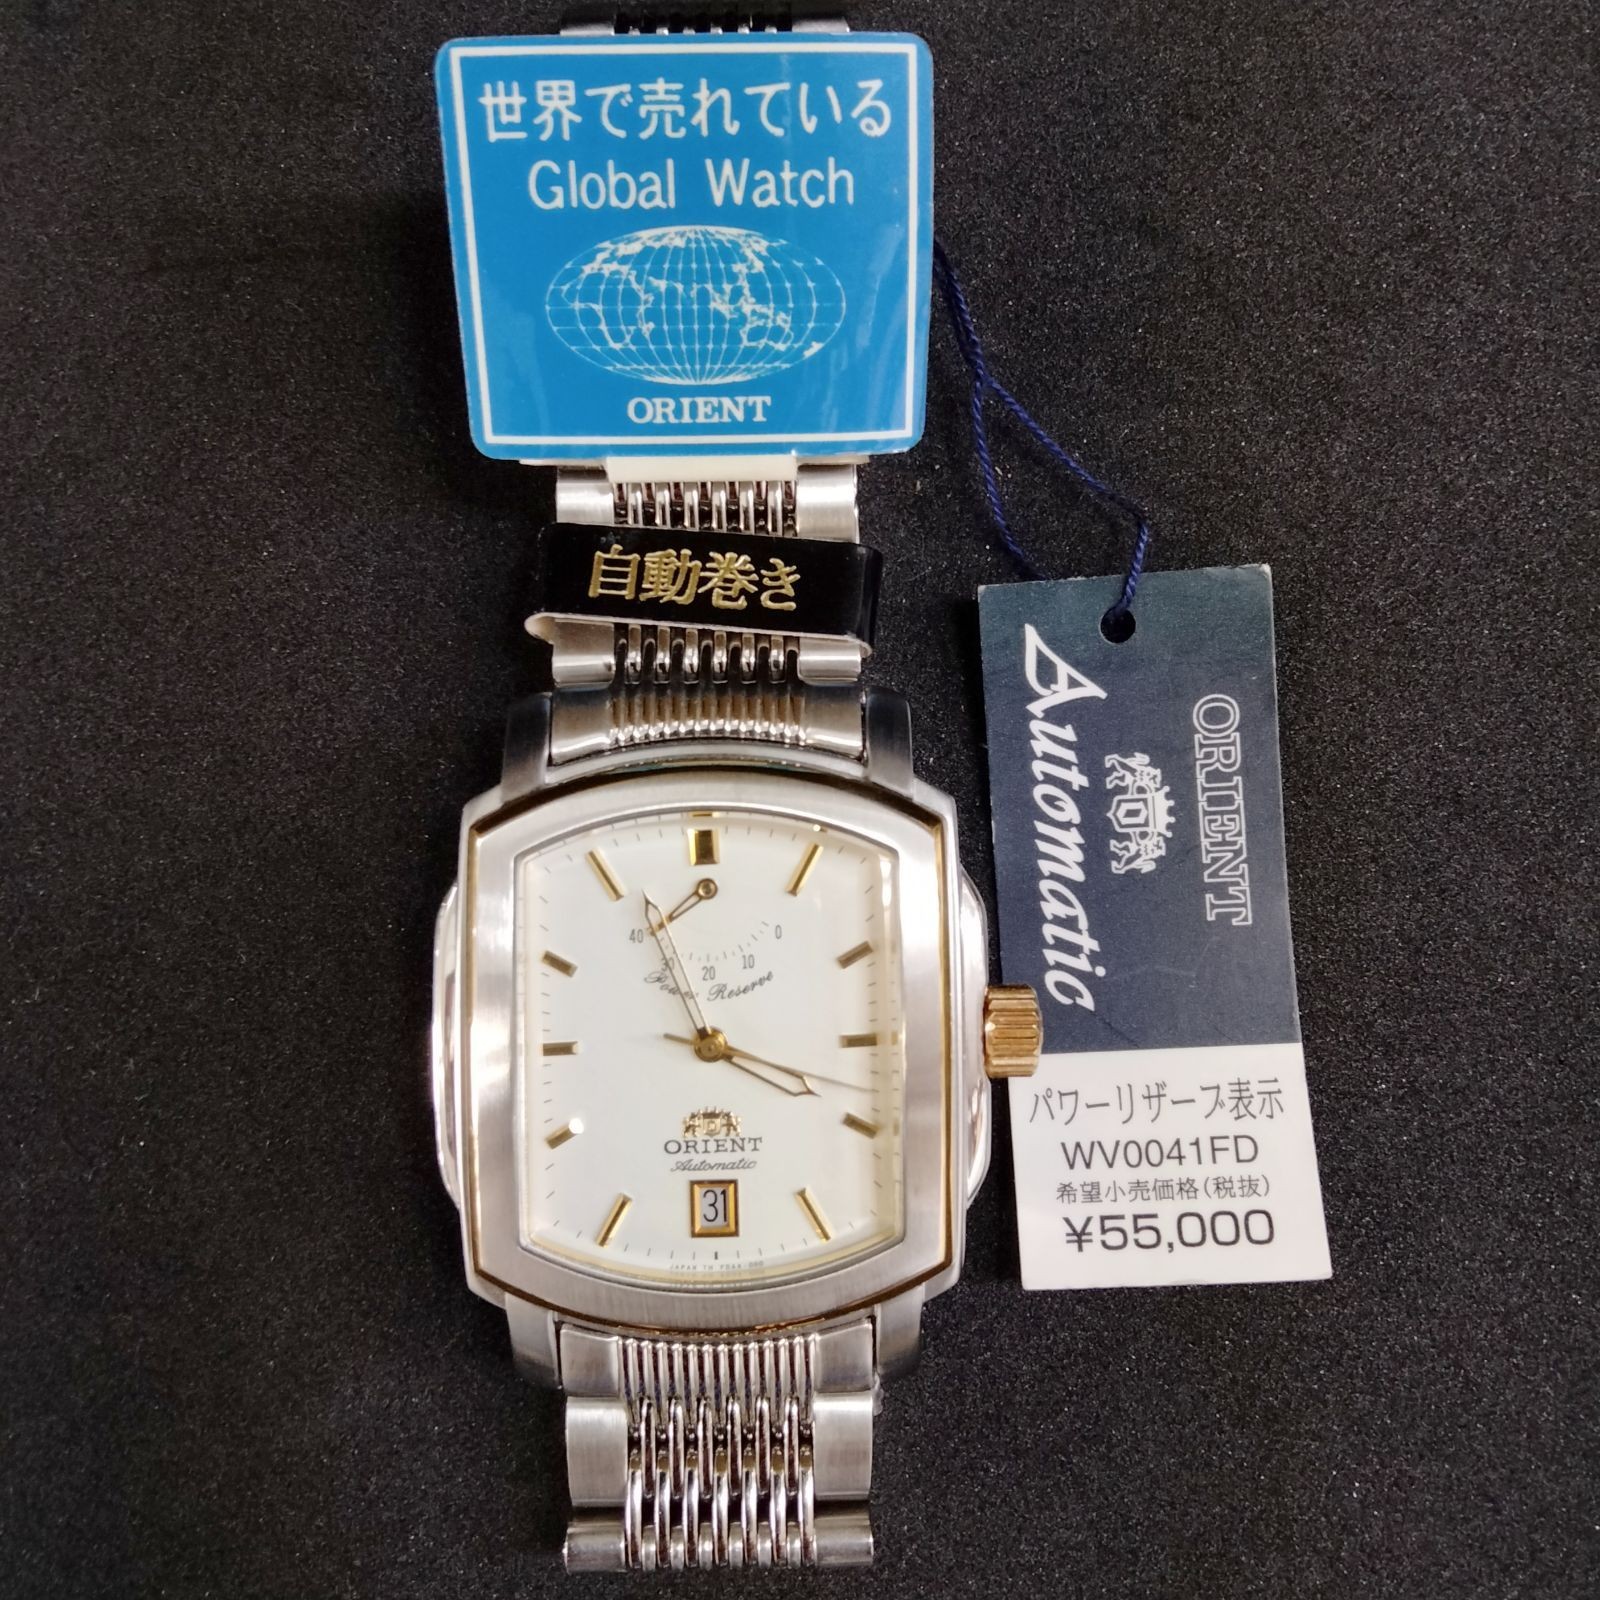 世界で売れている
Global Watch
ORIENT
自動巻き
ORIENT
Automatic
パワーリザーブ表示
WV0041FD
希望小売価格(税抜)
¥55,000
40
30
20
10
0
Power Reserve
ORIENT
Automatic
31